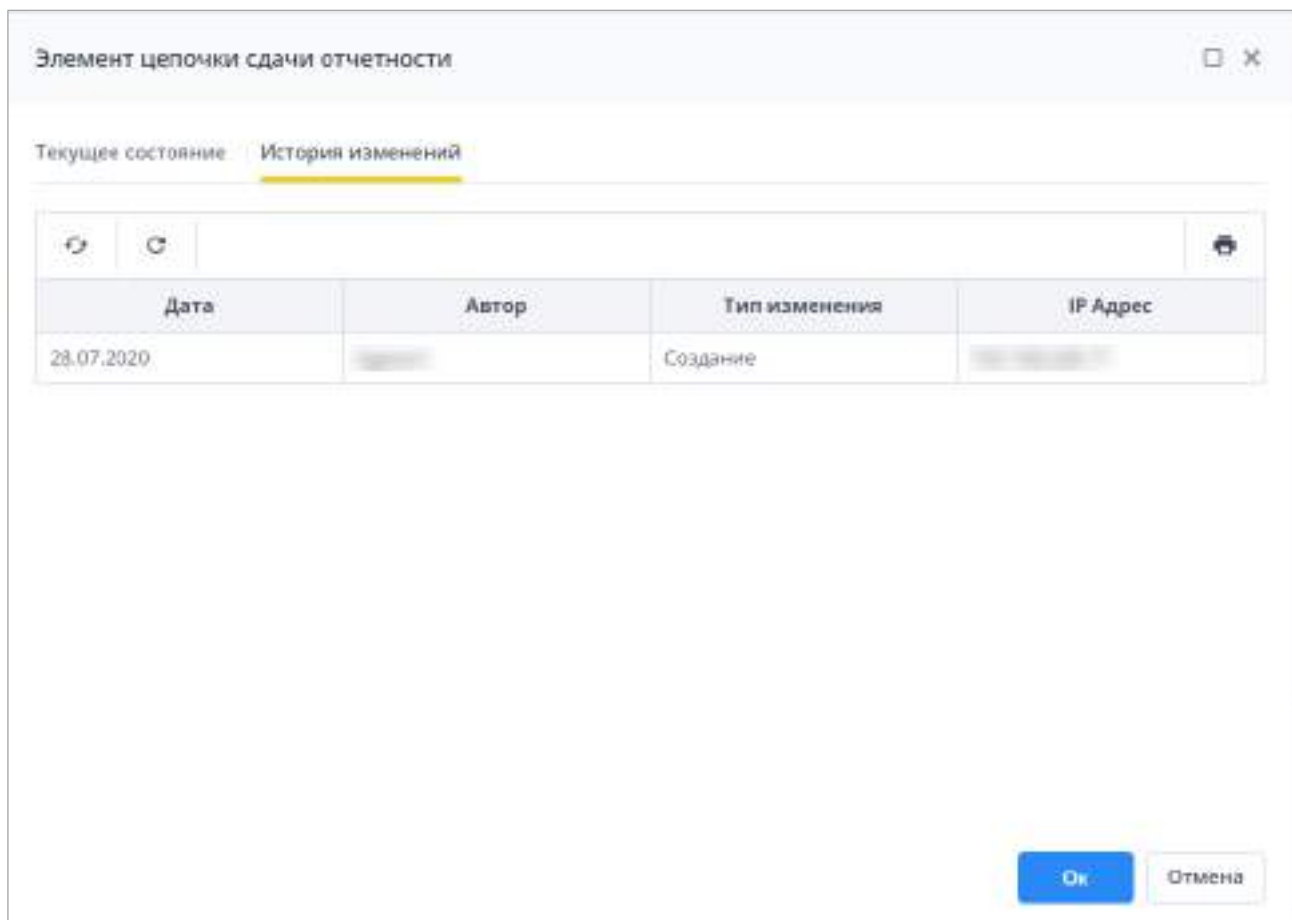 Элемент цепочки сдачи отчетности
Текущее состояние История изменений
Дата Автор Тип изменения IP Адрес
28.07.2020 Создание
Ок Отмена